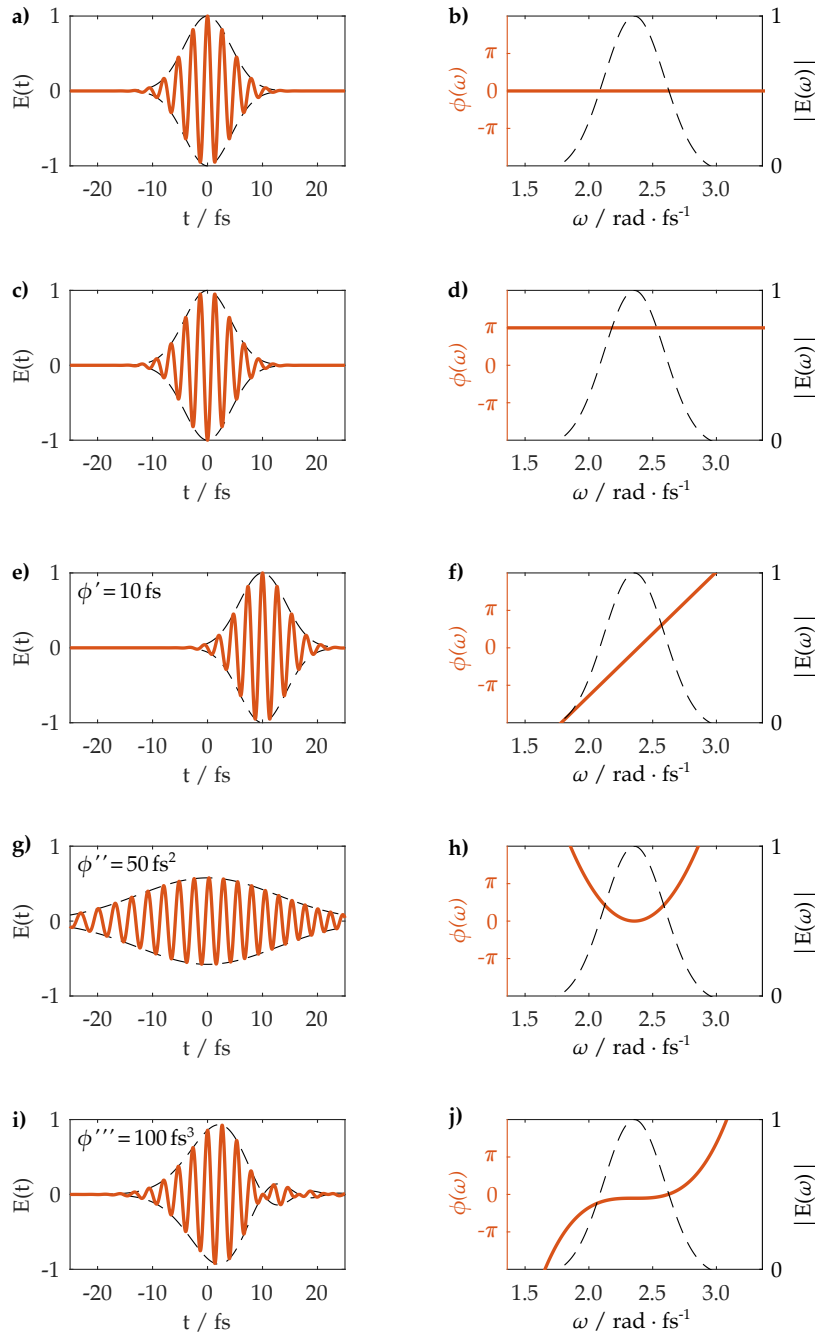 a)
1
0
-1
E(t)
-20 -10 0 10 20
t / fs
b)
π
0
-π
ϕ(ω)
1
0
|E(ω)|
1.5 2.0 2.5 3.0
ω / rad · fs⁻¹
c)
1
0
-1
E(t)
-20 -10 0 10 20
t / fs
d)
π
0
-π
ϕ(ω)
1
0
|E(ω)|
1.5 2.0 2.5 3.0
ω / rad · fs⁻¹
e)
ϕ′ = 10 fs
1
0
-1
E(t)
-20 -10 0 10 20
t / fs
f)
π
0
-π
ϕ(ω)
1
0
|E(ω)|
1.5 2.0 2.5 3.0
ω / rad · fs⁻¹
g)
ϕ′′ = 50 fs²
1
0
-1
E(t)
-20 -10 0 10 20
t / fs
h)
π
0
-π
ϕ(ω)
1
0
|E(ω)|
1.5 2.0 2.5 3.0
ω / rad · fs⁻¹
i)
ϕ′′′ = 100 fs³
1
0
-1
E(t)
-20 -10 0 10 20
t / fs
j)
π
0
-π
ϕ(ω)
1
0
|E(ω)|
1.5 2.0 2.5 3.0
ω / rad · fs⁻¹